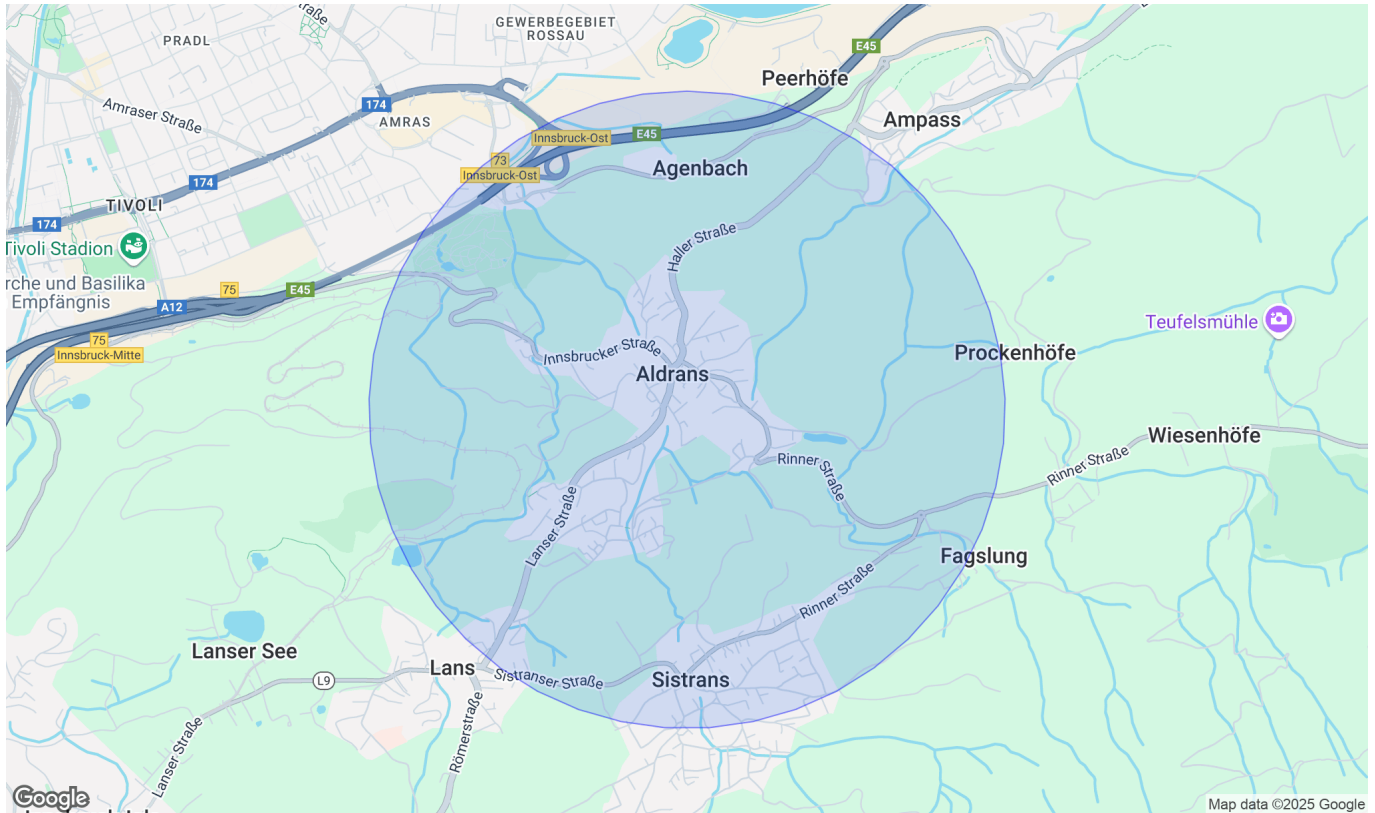 raße
GEWERBEGEBIET
ROSSAU
PRADL
E45
Peerhöfe
Amraser Straße
174
AMRAS
Ampass
Innsbruck-Ost
E45
73
Innsbruck-Ost
Agenbach
174
TIVOLI
174
Haller Straße
Tivoli Stadion
rche und Basilika
Empfängnis
75
E45
A12
75
Innsbruck-Mitte
Teufelsmühle
Innsbrucker Straße
Prockenhöfe
Aldrans
Wiesenhöfe
Rinner Straße
Rinner Straße
Lanser Straße
Fagslung
Rinner Straße
Lanser See
Lans
L9
Sistranser Straße
Sistrans
Römerstraße
Lanser Straße
Google
Map data ©2025 Google